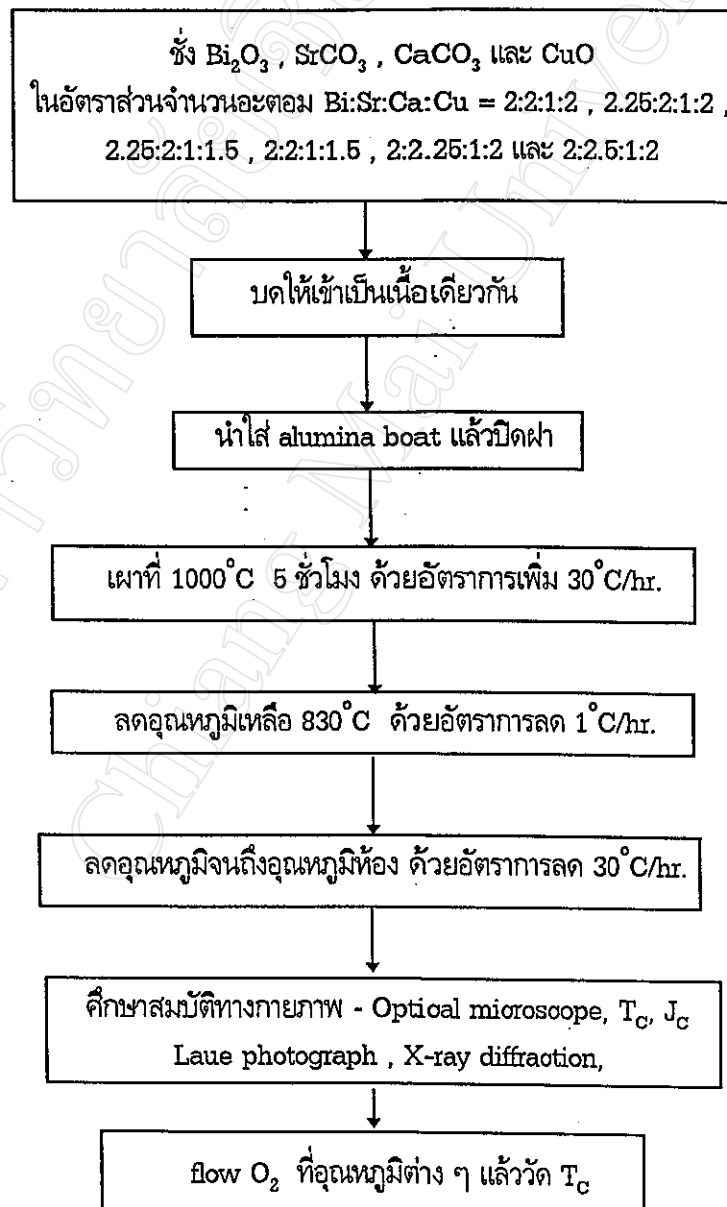 ชั่ง Bi₂O₃ , SrCO₃ , CaCO₃ และ CuO
ในอัตราส่วนจำนวนอะตอม Bi:Sr:Ca:Cu = 2:2:1:2 , 2.25:2:1:2 ,
2.25:2:1:1.5 , 2:2:1:1.5 , 2:2.25:1:2 และ 2:2.5:1:2
บดให้เข้าเป็นเนื้อเดียวกัน
นำใส่ alumina boat แล้วปิดฝา
เผาที่ 1000°C 5 ชั่วโมง ด้วยอัตราการเพิ่ม 30°C/hr.
ลดอุณหภูมิเหลือ 830°C ด้วยอัตราการลด 1°C/hr.
ลดอุณหภูมิจนถึงอุณหภูมิห้อง ด้วยอัตราการลด 30°C/hr.
ศึกษาสมบัติทางกายภาพ - Optical microscope, T_C, J_C
Laue photograph , X-ray diffraction,
flow O₂ ที่อุณหภูมิต่าง ๆ แล้ววัด T_C
Chiang Mai Univer